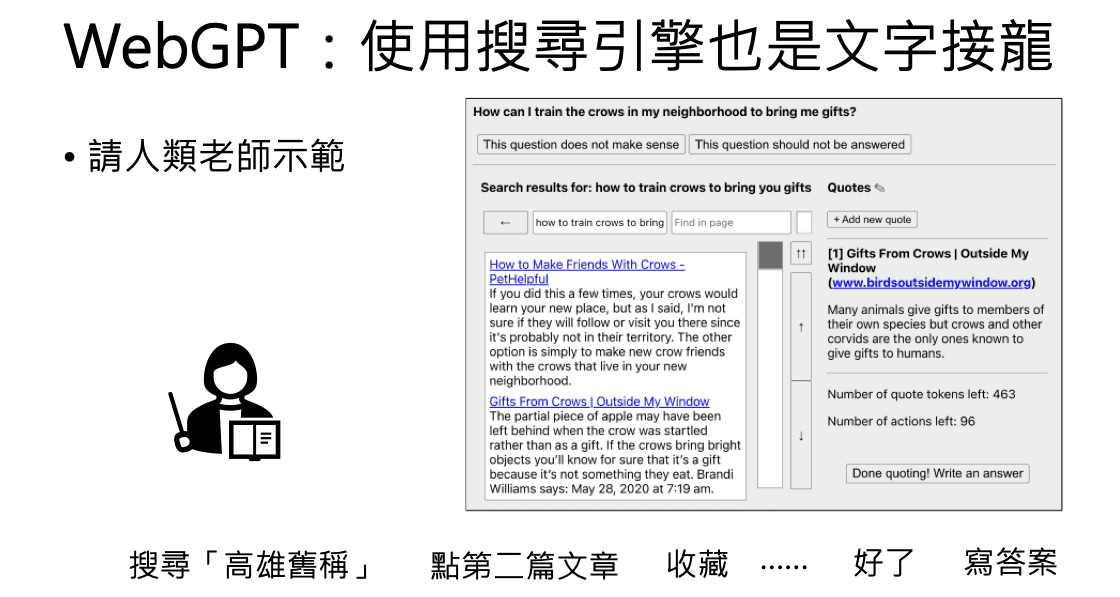 WebGPT：使用搜尋引擎也是文字接龍
• 請人類老師示範
How can I train the crows in my neighborhood to bring me gifts?
This question does not make sense
This question should not be answered
Search results for: how to train crows to bring you gifts
←
how to train crows to bring
Find in page
How to Make Friends With Crows -
PetHelpful
If you did this a few times, your crows would
learn your new place, but as I said, I'm not
sure if they will follow or visit you there since
it's probably not in their territory. The other
option is simply to make new crow friends
with the crows that live in your new
neighborhood.
Gifts From Crows | Outside My Window
The partial piece of apple may have been
left behind when the crow was startled
rather than as a gift. If the crows bring bright
objects you'll know for sure that it's a gift
because it's not something they eat. Brandi
Williams says: May 28, 2020 at 7:19 am.
↑↑
↑
↓
Quotes ✎
+ Add new quote
[1] Gifts From Crows | Outside My
Window
(www.birdsoutsidemywindow.org)
Many animals give gifts to members of
their own species but crows and other
corvids are the only ones known to
give gifts to humans.
Number of quote tokens left: 463
Number of actions left: 96
Done quoting! Write an answer
搜尋「高雄舊稱」 點第二篇文章 收藏 …… 好了 寫答案